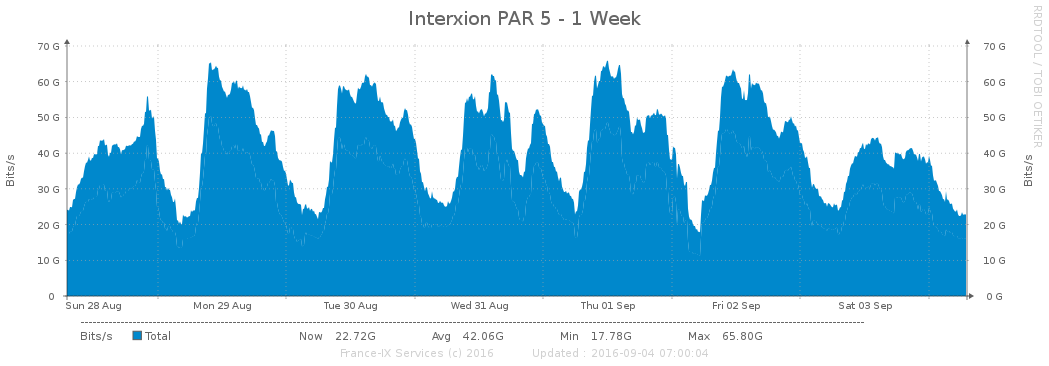 Interxion PAR 5 - 1 Week
RRDTOOL / TOBI OETIKER
Bits/s
70 G
60 G
50 G
40 G
30 G
20 G
10 G
0
70 G
60 G
50 G
40 G
30 G
20 G
10 G
0 G
Bits/s
Sun 28 Aug Mon 29 Aug Tue 30 Aug Wed 31 Aug Thu 01 Sep Fri 02 Sep Sat 03 Sep
Bits/s Total Now 22.72G Avg 42.06G Min 17.78G Max 65.80G
France-IX Services (c) 2016 Updated : 2016-09-04 07:00:04